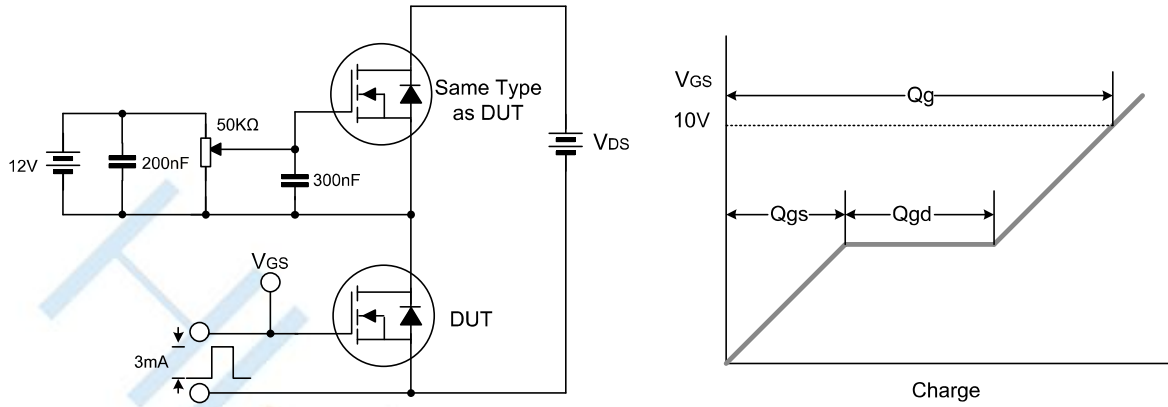 12V
200nF
50KΩ
300nF
Same Type
as DUT
VDS
VGS
DUT
3mA
VGS
10V
Qg
Qgs
Qgd
Charge